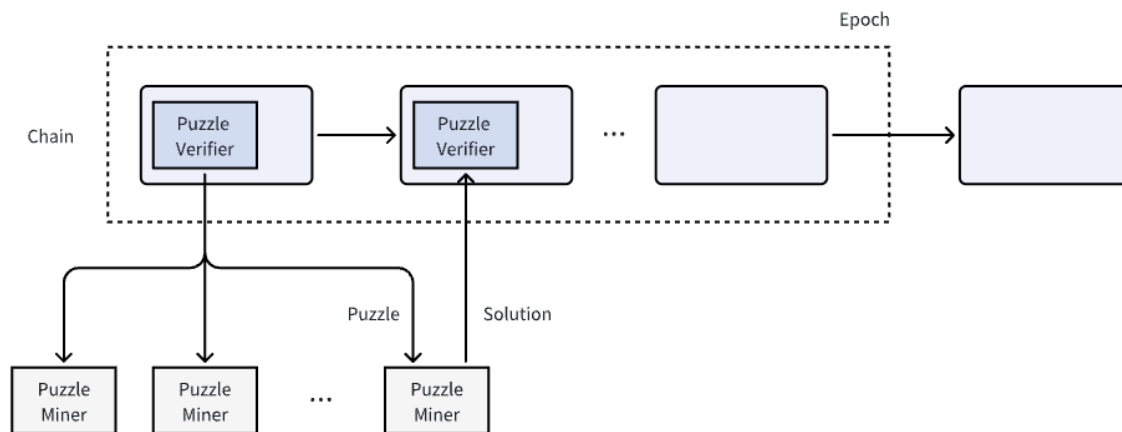 Epoch
Chain
Puzzle
Verifier
Puzzle
Verifier
...
Puzzle
Solution
Puzzle
Miner
Puzzle
Miner
...
Puzzle
Miner